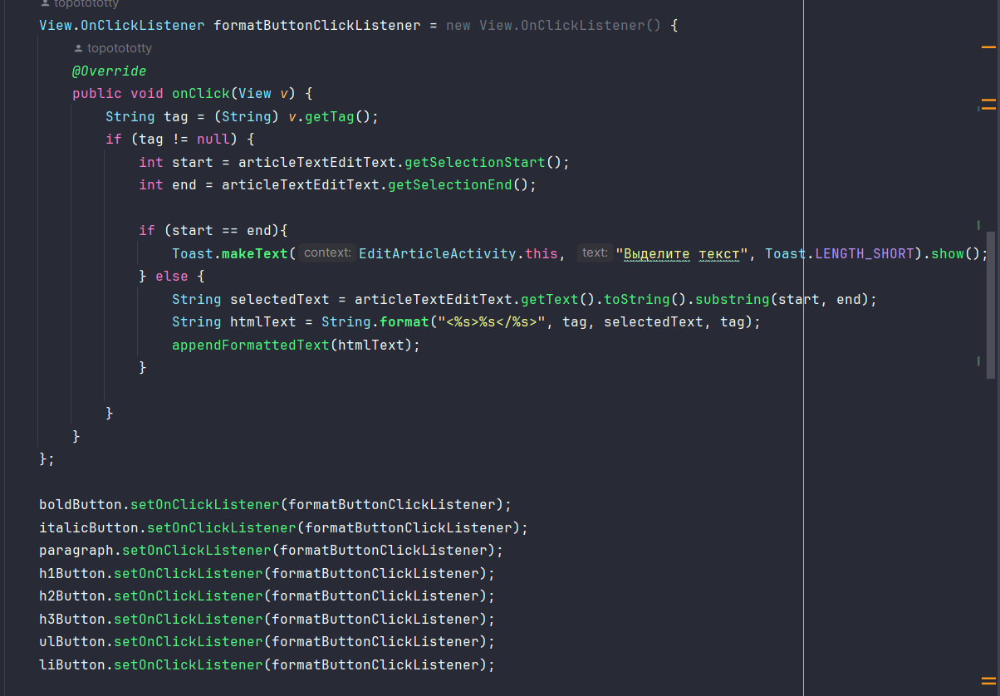 topotototty
View.OnClickListener formatButtonClickListener = new View.OnClickListener() {
topotototty
@Override
public void onClick(View v) {
String tag = (String) v.getTag();
if (tag != null) {
int start = articleTextEditText.getSelectionStart();
int end = articleTextEditText.getSelectionEnd();
if (start == end){
Toast.makeText( context: EditArticleActivity.this, text: "Выделите текст", Toast.LENGTH_SHORT).show();
} else {
String selectedText = articleTextEditText.getText().toString().substring(start, end);
String htmlText = String.format("<%s>%s</%s>", tag, selectedText, tag);
appendFormattedText(htmlText);
}
}
}
};
boldButton.setOnClickListener(formatButtonClickListener);
italicButton.setOnClickListener(formatButtonClickListener);
paragraph.setOnClickListener(formatButtonClickListener);
h1Button.setOnClickListener(formatButtonClickListener);
h2Button.setOnClickListener(formatButtonClickListener);
h3Button.setOnClickListener(formatButtonClickListener);
ulButton.setOnClickListener(formatButtonClickListener);
liButton.setOnClickListener(formatButtonClickListener);